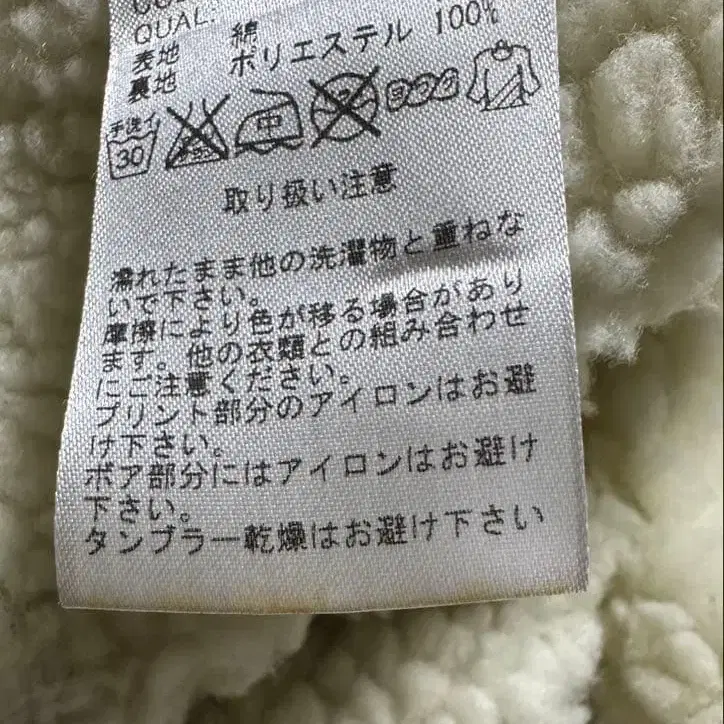 QUAL.
表地 綿
裏地 ポリエステル 100%
手洗イ
30 中
取り扱い注意
濡れたまま他の洗濯物と重ねな
いで下さい。
摩擦により色が移る場合があり
ます。他の衣類との組み合わせ
にご注意ください。
プリント部分のアイロンはお避
け下さい。
ボア部分にはアイロンはお避け
下さい。
タンブラー乾燥はお避け下さい